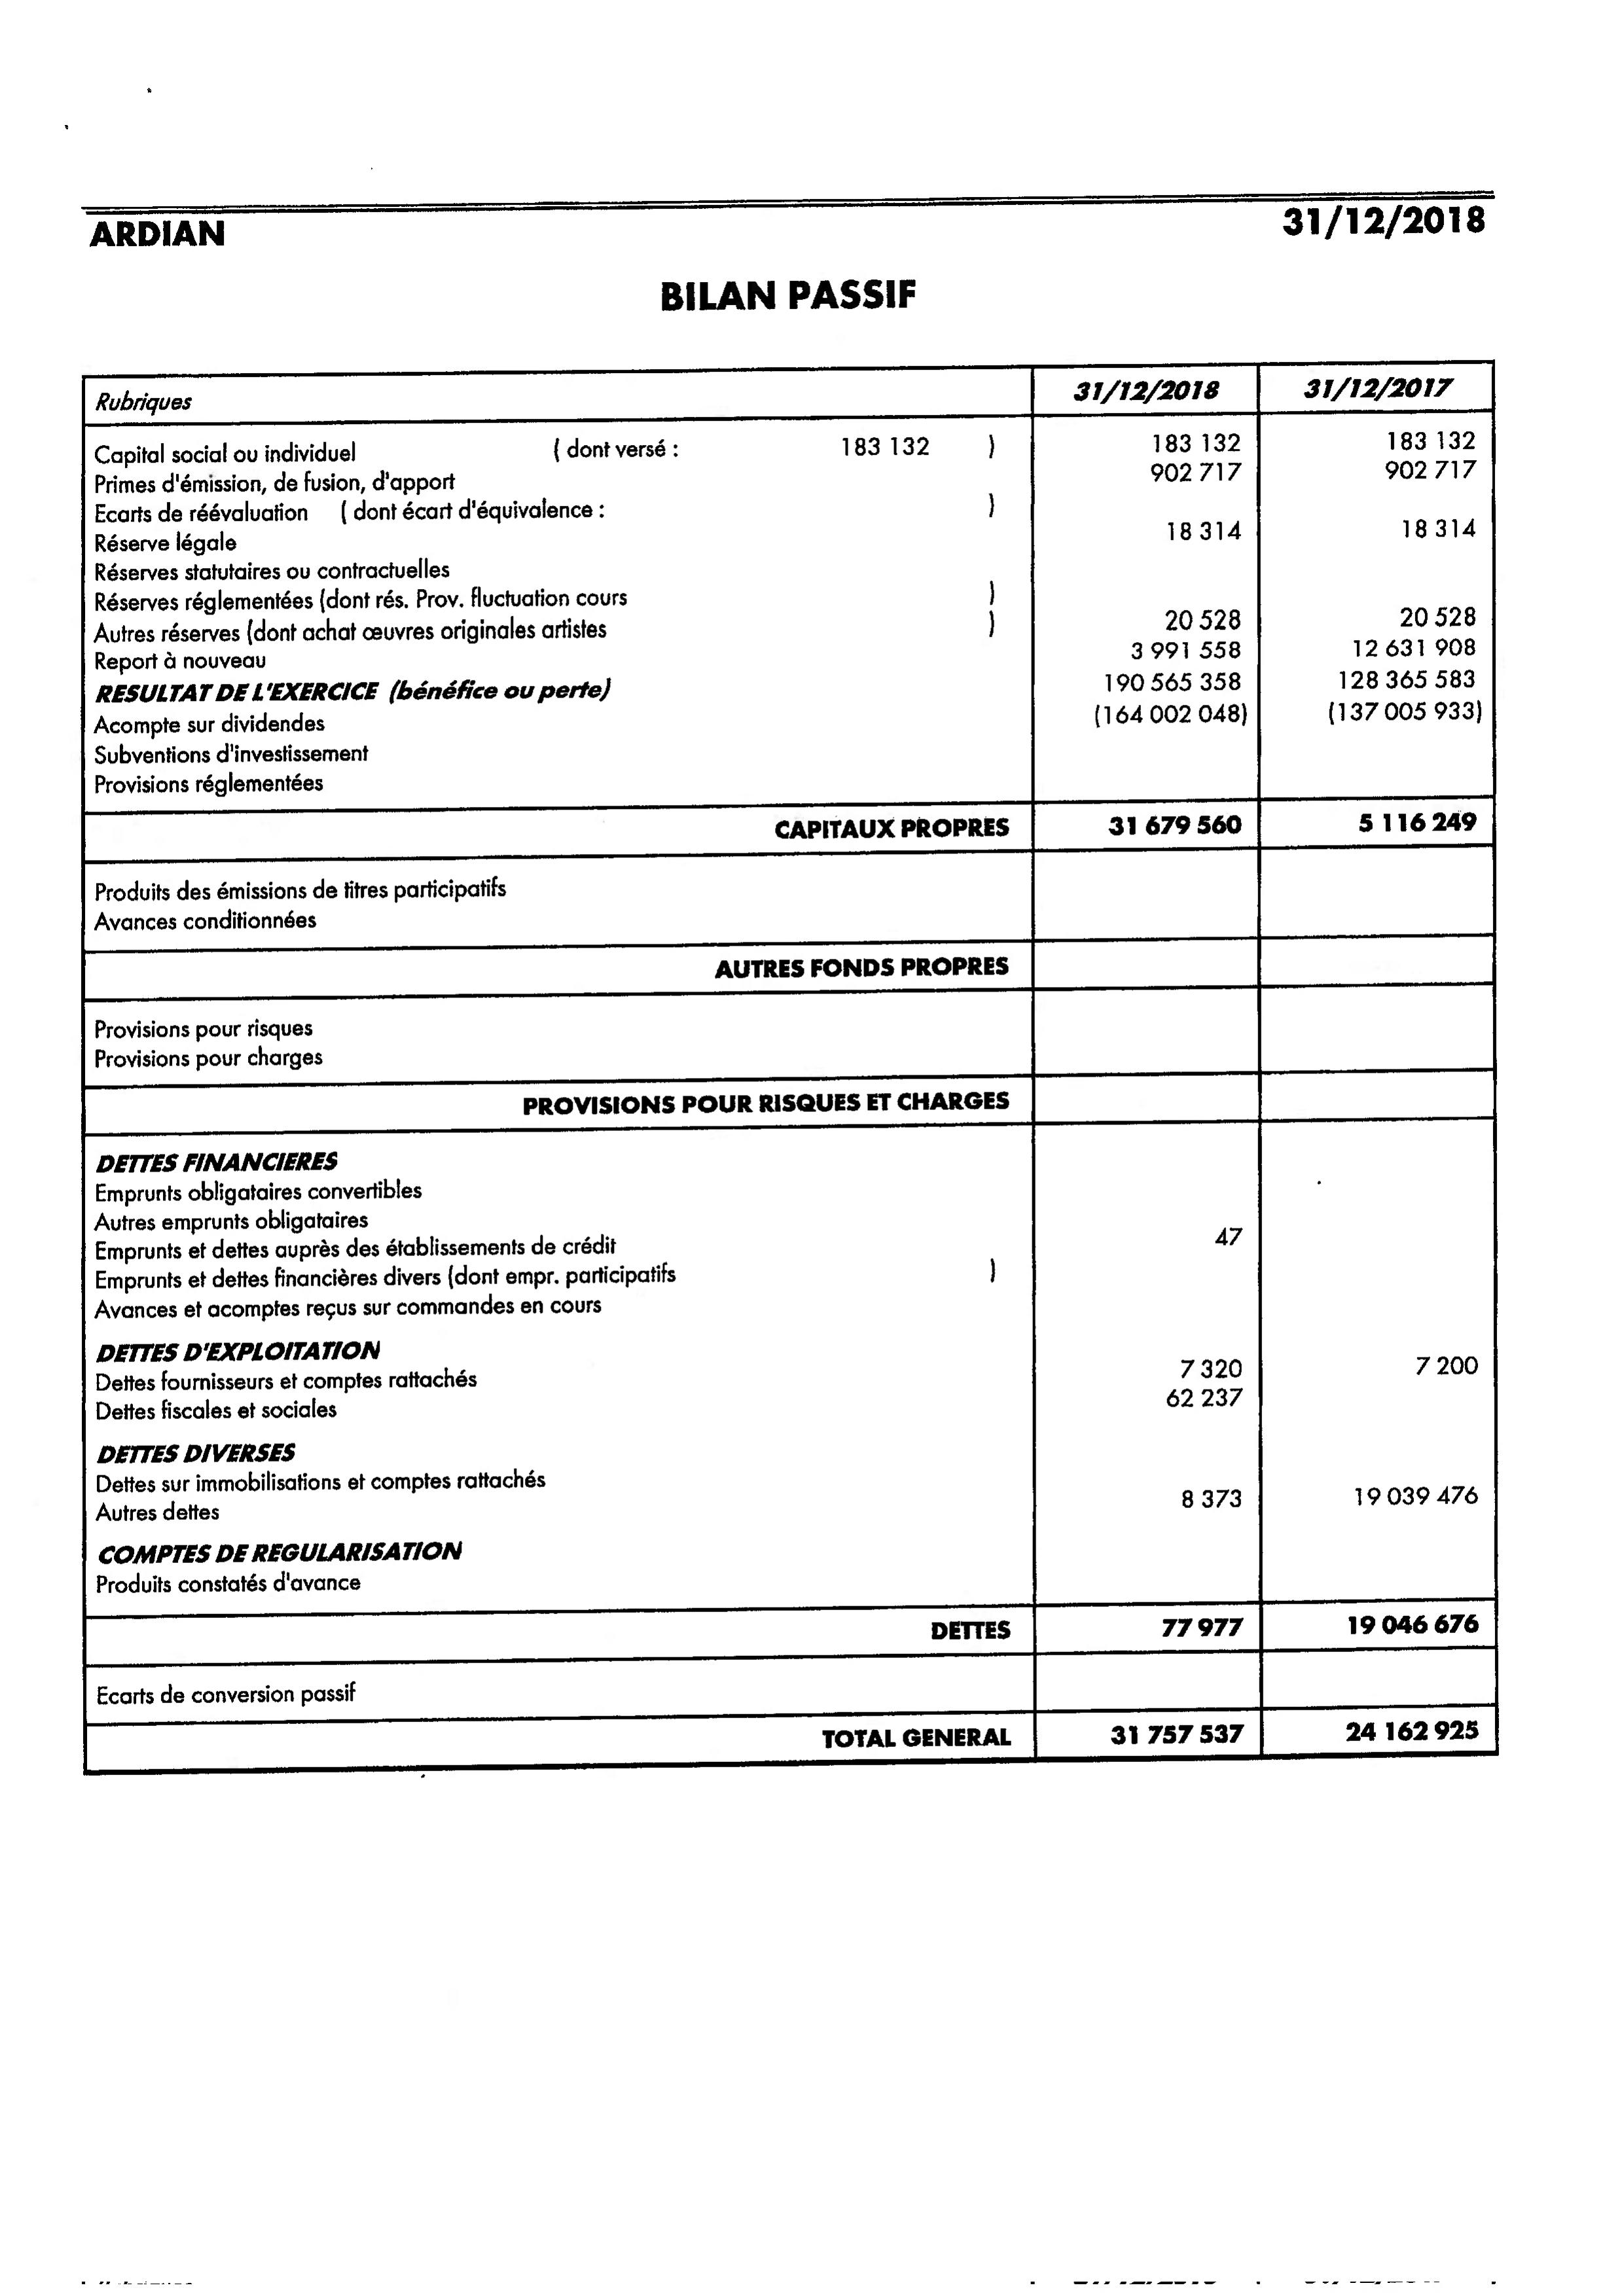 ARDIAN 31/12/2018
BILAN PASSIF
Rubriques 31/12/2018 31/12/2017
Capital social ou individuel ( dont versé : 183 132 ) 183 132 183 132
Primes d'émission, de fusion, d'apport 902 717 902 717
Ecarts de réévaluation ( dont écart d'équivalence : )
Réserve légale 18 314 18 314
Réserves statutaires ou contractuelles
Réserves réglementées (dont rés. Prov. fluctuation cours )
Autres réserves (dont achat œuvres originales artistes ) 20 528 20 528
Report à nouveau 3 991 558 12 631 908
RESULTAT DE L'EXERCICE (bénéfice ou perte) 190 565 358 128 365 583
Acompte sur dividendes (164 002 048) (137 005 933)
Subventions d'investissement
Provisions réglementées
CAPITAUX PROPRES 31 679 560 5 116 249
Produits des émissions de titres participatifs
Avances conditionnées
AUTRES FONDS PROPRES
Provisions pour risques
Provisions pour charges
PROVISIONS POUR RISQUES ET CHARGES
DETTES FINANCIERES
Emprunts obligataires convertibles
Autres emprunts obligataires
Emprunts et dettes auprès des établissements de crédit 47
Emprunts et dettes financières divers (dont empr. participatifs )
Avances et acomptes reçus sur commandes en cours
DETTES D'EXPLOITATION
Dettes fournisseurs et comptes rattachés 7 320 7 200
Dettes fiscales et sociales 62 237
DETTES DIVERSES
Dettes sur immobilisations et comptes rattachés
Autres dettes 8 373 19 039 476
COMPTES DE REGULARISATION
Produits constatés d'avance
DETTES 77 977 19 046 676
Ecarts de conversion passif
TOTAL GENERAL 31 757 537 24 162 925